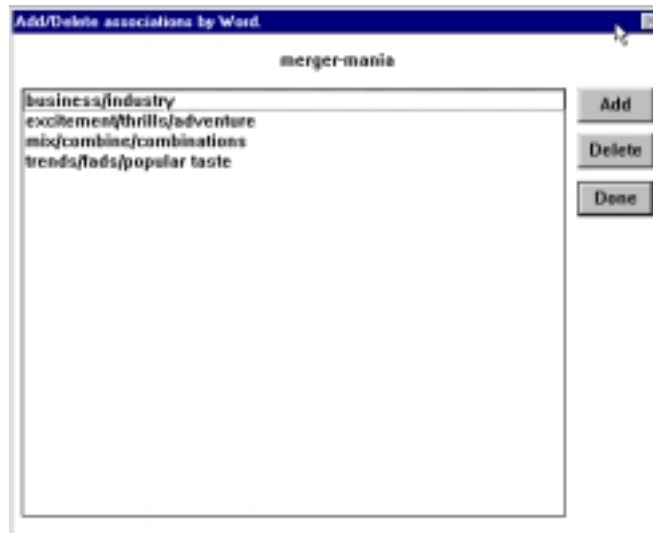 Add/Delete associations by Word.
merger-mania
business/industry
excitement/thrills/adventure
mix/combine/combinations
trends/fads/popular taste
Add
Delete
Done